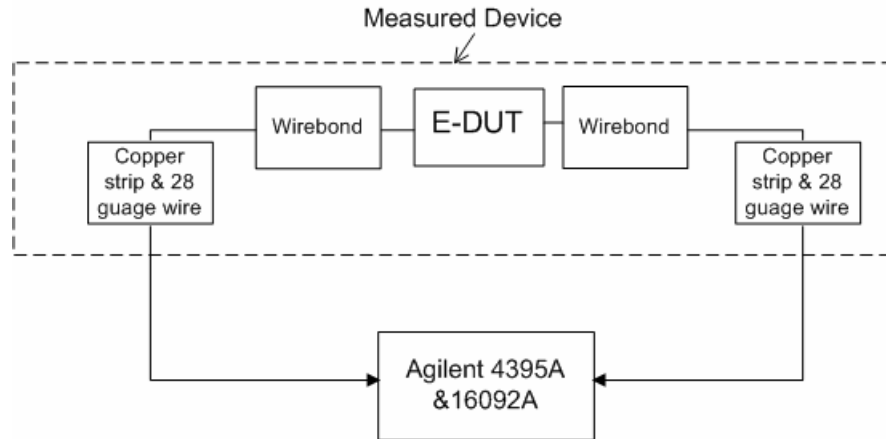 Measured Device
Wirebond
E-DUT
Wirebond
Copper
strip & 28
guage wire
Copper
strip & 28
guage wire
Agilent 4395A
&16092A